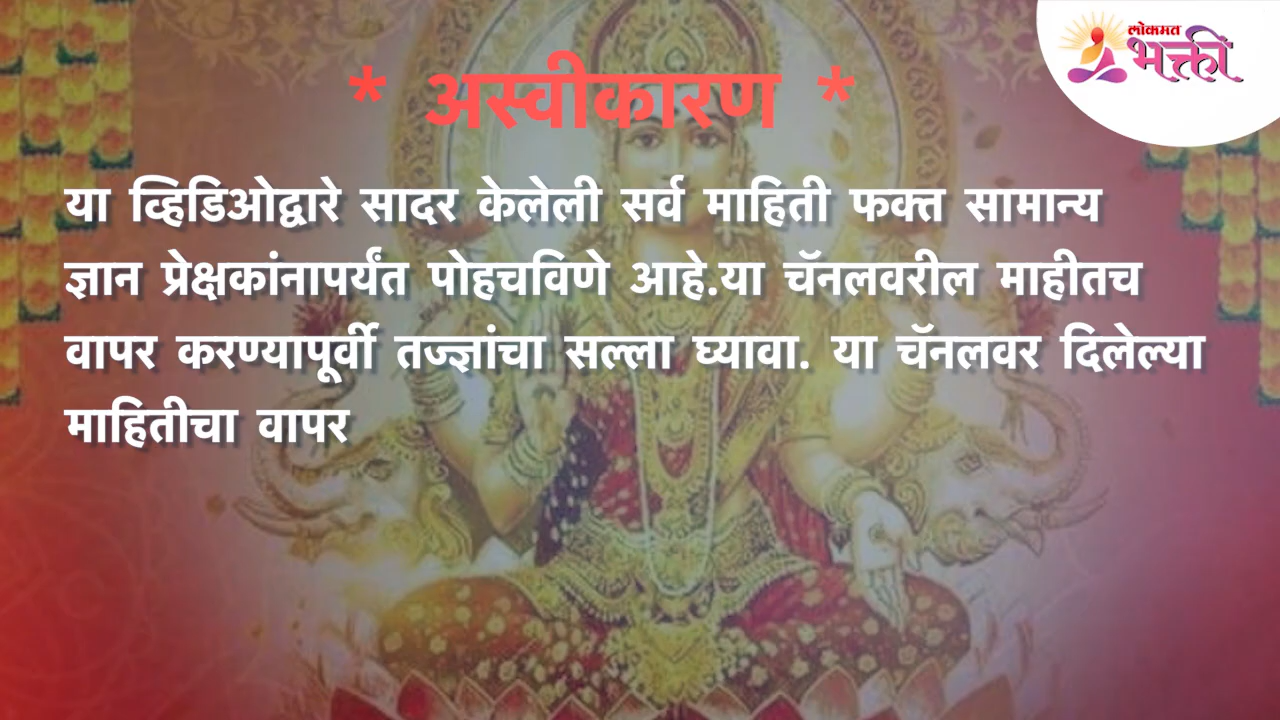 लोकमत
भक्ती
* अस्वीकारण *
या व्हिडिओद्वारे सादर केलेली सर्व माहिती फक्त सामान्य
ज्ञान प्रेक्षकांनापर्यंत पोहचविणे आहे.या चॅनलवरील माहीतच
वापर करण्यापूर्वी तज्ज्ञांचा सल्ला घ्यावा. या चॅनलवर दिलेल्या
माहितीचा वापर